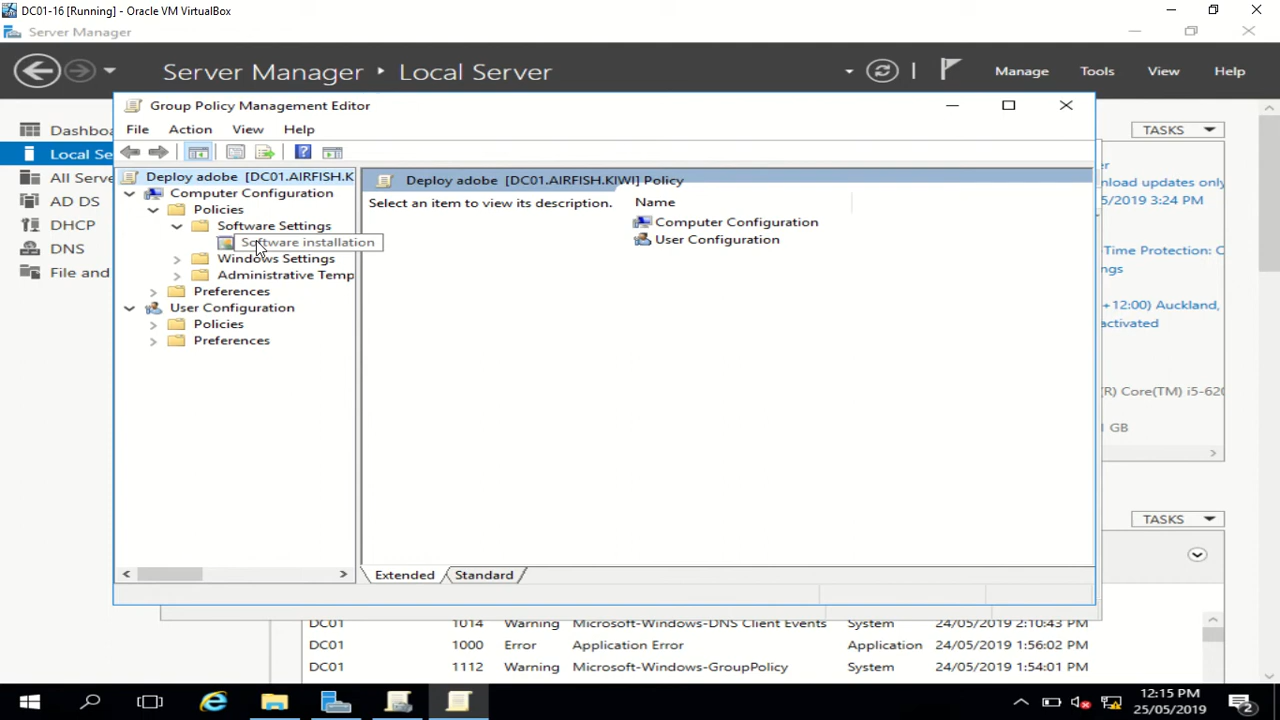 DC01-16 [Running] - Oracle VM VirtualBox
Server Manager
Server Manager ‣ Local Server
Manage Tools View Help
Group Policy Management Editor
File Action View Help
Deploy adobe [DC01.AIRFISH.K
Computer Configuration
Policies
Software Settings
Software installation
Windows Settings
Administrative Temp
Preferences
User Configuration
Policies
Preferences
Deploy adobe [DC01.AIRFISH.KIWI] Policy
Select an item to view its description.
Name
Computer Configuration
User Configuration
Extended Standard
Dashboa
Local Se
All Serve
AD DS
DHCP
DNS
File and
TASKS
er
nload updates only
/05/2019 3:24 PM
Time Protection: C
ngs
+12:00) Auckland,
activated
(R) Core(TM) i5-620
GB
TASKS
DC01 1014 Warning Microsoft-Windows-DNS Client Events System 24/05/2019 2:10:43 PM
DC01 1000 Error Application Error Application 24/05/2019 1:56:02 PM
DC01 1112 Warning Microsoft-Windows-GroupPolicy System 24/05/2019 1:54:01 PM
12:15 PM
25/05/2019
2